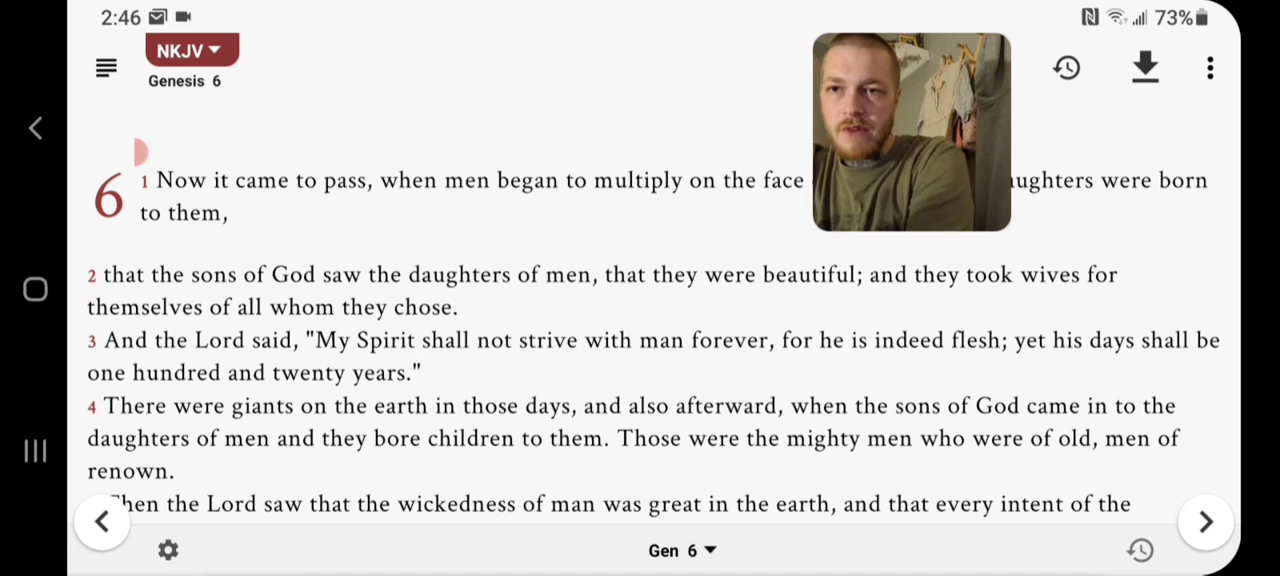 2:46 73%
NKJV
Genesis 6
6 1 Now it came to pass, when men began to multiply on the face were born
to them,
2 that the sons of God saw the daughters of men, that they were beautiful; and they took wives for
themselves of all whom they chose.
3 And the Lord said, "My Spirit shall not strive with man forever, for he is indeed flesh; yet his days shall be
one hundred and twenty years."
4 There were giants on the earth in those days, and also afterward, when the sons of God came in to the
daughters of men and they bore children to them. Those were the mighty men who were of old, men of
renown.
the Lord saw that the wickedness of man was great in the earth, and that every intent of the
Gen 6